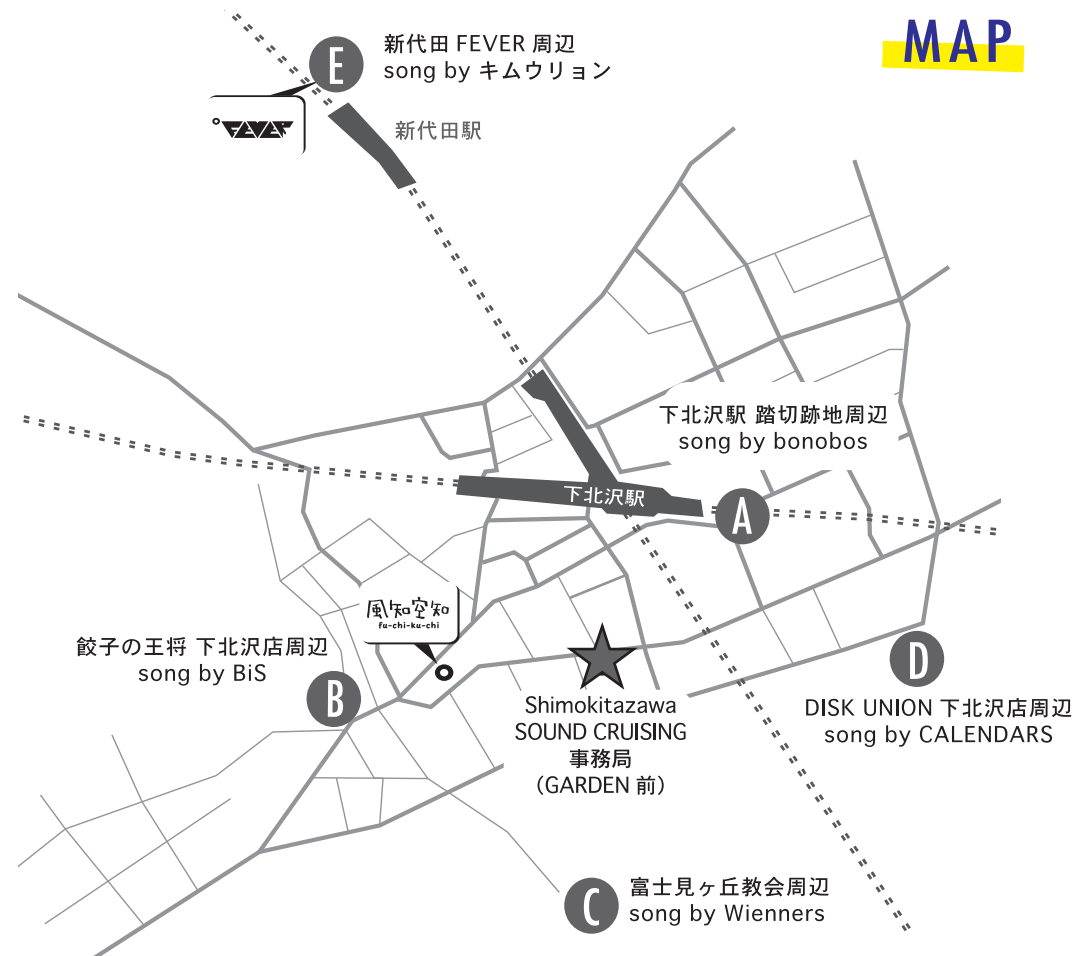 MAP
E
新代田 FEVER 周辺
song by キムウリョン
FEVER
新代田駅
下北沢駅 踏切跡地周辺
song by bonobos
下北沢駅
A
風知空知
fu-chi-ku-chi
餃子の王将 下北沢店周辺
song by BiS
B
Shimokitazawa
SOUND CRUISING
事務局
（GARDEN 前）
D
DISK UNION 下北沢店周辺
song by CALENDARS
C
富士見ヶ丘教会周辺
song by Wienners